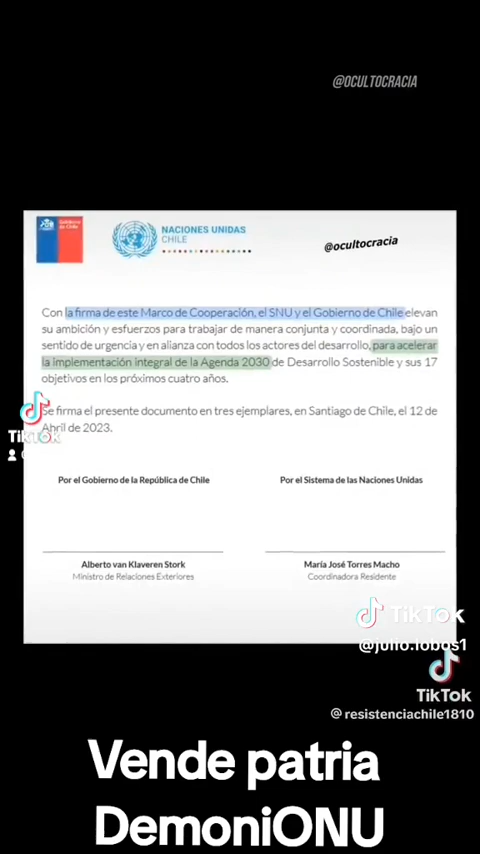 @OCULTOCRACIA
Gobierno de Chile
NACIONES UNIDAS
CHILE
@ocultocracia
Con la firma de este Marco de Cooperación, el SNU y el Gobierno de Chile elevan
su ambición y esfuerzos para trabajar de manera conjunta y coordinada, bajo un
sentido de urgencia y en alianza con todos los actores del desarrollo, para acelerar
la implementación integral de la Agenda 2030 de Desarrollo Sostenible y sus 17
objetivos en los próximos cuatro años.
Se firma el presente documento en tres ejemplares, en Santiago de Chile, el 12 de
Abril de 2023.
TikTok
Por el Gobierno de la República de Chile
Por el Sistema de las Naciones Unidas
Alberto van Klaveren Stork
Ministro de Relaciones Exteriores
María José Torres Macho
Coordinadora Residente
TikTok
@julio.lobos1
TikTok
@resistenciachile1810
Vende patria
DemoniONU